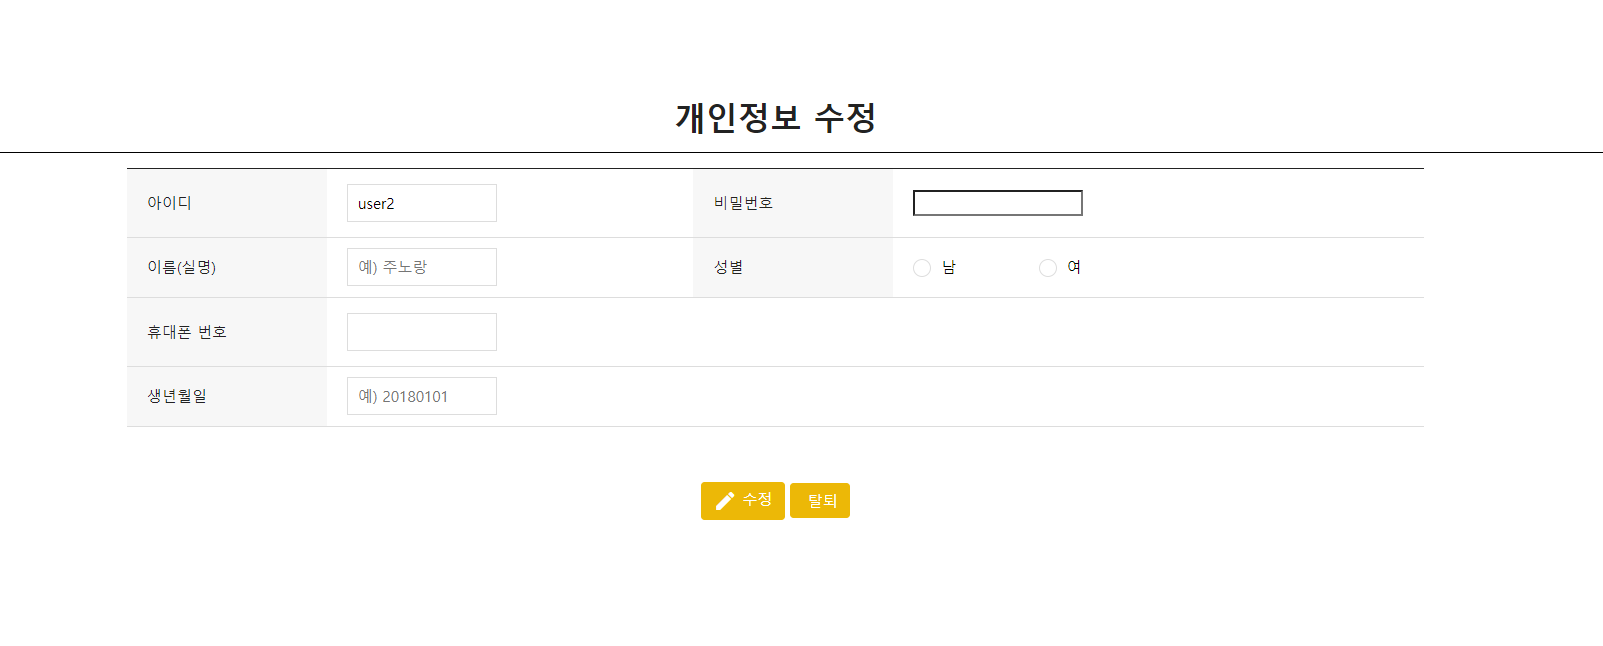 개인정보 수정
아이디 user2 비밀번호
이름(실명) 예) 주노랑 성별 남 여
휴대폰 번호
생년월일 예) 20180101
수정 탈퇴